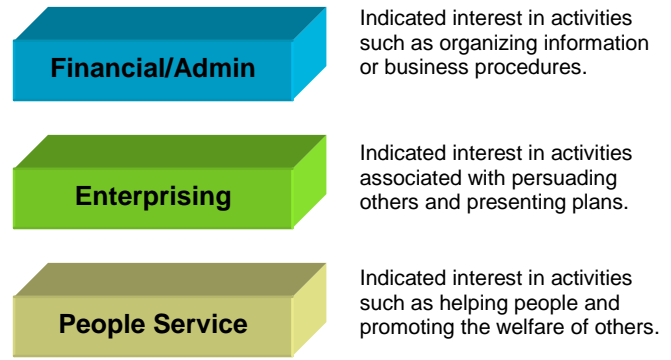 Financial/Admin
Indicated interest in activities
such as organizing information
or business procedures.
Enterprising
Indicated interest in activities
associated with persuading
others and presenting plans.
People Service
Indicated interest in activities
such as helping people and
promoting the welfare of others.